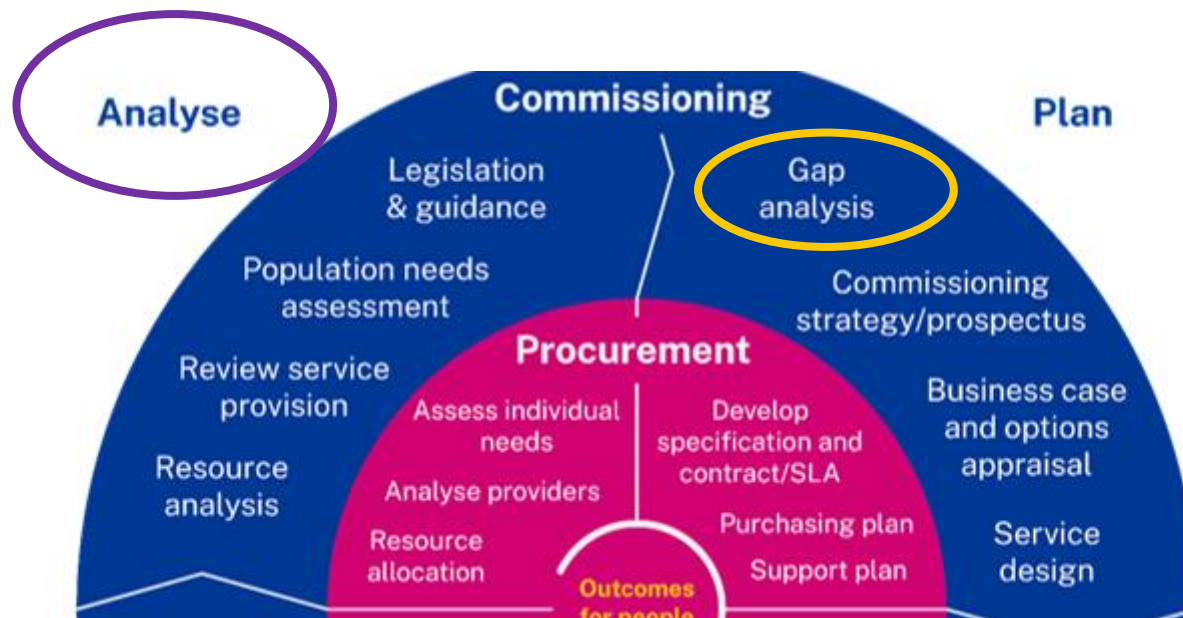 Analyse
Commissioning
Plan
Legislation
& guidance
Gap
analysis
Population needs
assessment
Commissioning
strategy/prospectus
Review service
provision
Business case
and options
appraisal
Resource
analysis
Service
design
Procurement
Assess individual
needs
Develop
specification and
contract/SLA
Analyse providers
Purchasing plan
Resource
allocation
Support plan
Outcomes
for people